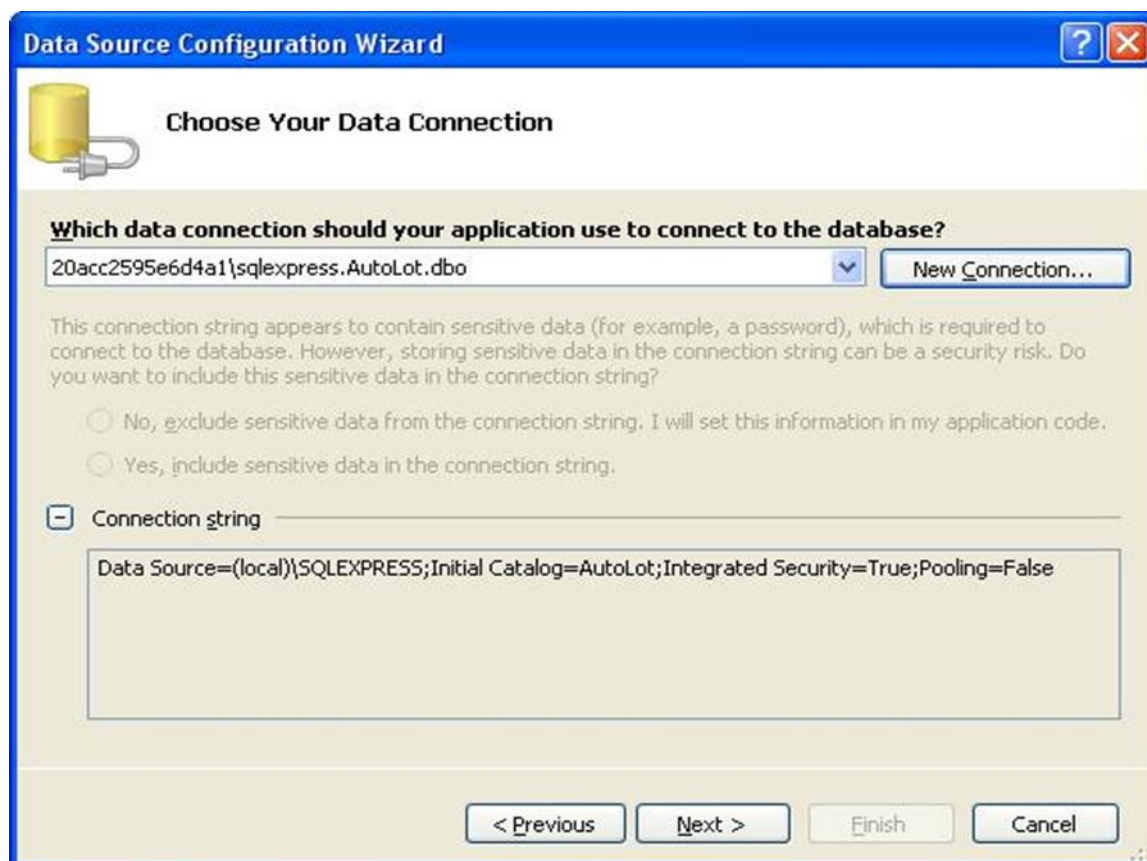 Data Source Configuration Wizard
Choose Your Data Connection
Which data connection should your application use to connect to the database?
20acc2595e6d4a1\sqlexpress.AutoLot.dbo
New Connection...
This connection string appears to contain sensitive data (for example, a password), which is required to
connect to the database. However, storing sensitive data in the connection string can be a security risk. Do
you want to include this sensitive data in the connection string?
No, exclude sensitive data from the connection string. I will set this information in my application code.
Yes, include sensitive data in the connection string.
Connection string
Data Source=(local)\SQLEXPRESS;Initial Catalog=AutoLot;Integrated Security=True;Pooling=False
< Previous
Next >
Finish
Cancel